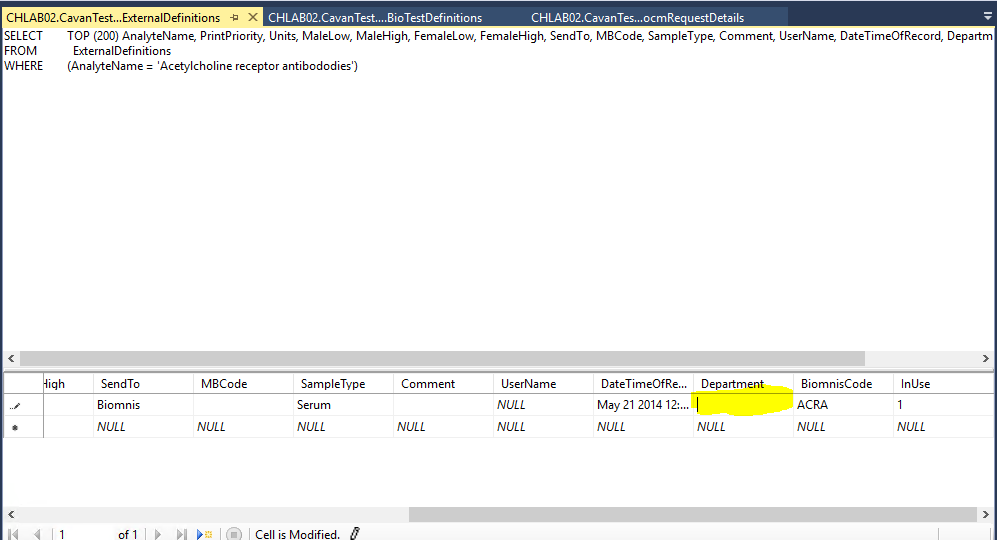 CHLAB02.CavanTest...ExternalDefinitions CHLAB02.CavanTest....BioTestDefinitions CHLAB02.CavanTes...ocmRequestDetails
SELECT TOP (200) AnalyteName, PrintPriority, Units, MaleLow, MaleHigh, FemaleLow, FemaleHigh, SendTo, MBCode, SampleType, Comment, UserName, DateTimeOfRecord, Departm
FROM ExternalDefinitions
WHERE (AnalyteName = 'Acetylcholine receptor antibododies')
High SendTo MBCode SampleType Comment UserName DateTimeOfRe... Department BiomnisCode InUse
Biomnis Serum NULL May 21 2014 12:... ACRA 1
NULL NULL NULL NULL NULL NULL NULL NULL NULL
1 of 1 Cell is Modified.